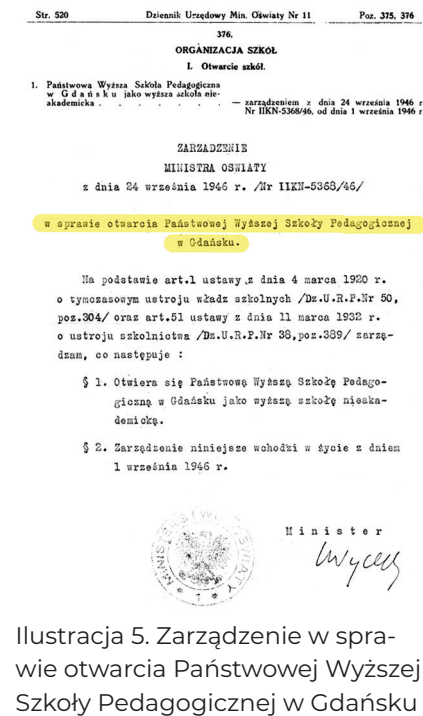 Str. 520 Dziennik Urzędowy Min. Oświaty Nr 11 Poz. 375, 376
376.
ORGANIZACJA SZKÓŁ
I. Otwarcie szkół.
1. Państwowa Wyższa Szkoła Pedagogiczna
w Gdańsku jako wyższa szkoła nie-
akademicka . . . . . . — zarządzeniem z dnia 24 września 1946 r.
Nr IIKN-5368/46, od dnia 1 września 1946 r.
ZARZADZENIE
MINISTRA OSWIATY
z dnia 24 września 1946 r. /Nr IIKN-5368/46/
w sprawie otwarcia Państwowej Wyższej Szkoły Pedagogicznej
w Gdańsku.
Na podstawie art.1 ustawy z dnia 4 marca 1920 r.
o tymczasowym ustroju władz szkolnych /Dz.U.R.P.Nr 50,
poz.304/ oraz art.51 ustawy z dnia 11 marca 1932 r.
o ustroju szkolnictwa /Dz.U.R.P.Nr 38,poz.389/ zarzą-
dzam, co następuje :
§ 1. Otwiera się Państwową Wyższą Szkołę Pedago-
giczną w Gdańsku jako wyższą szkołę nieaka-
demicką.
§ 2. Zarządzenie niniejsze wchodzi w życie z dniem
1 września 1946 r.
Minister
MINISTERSTWO OŚWIATY
Ilustracja 5. Zarządzenie w spra-
wie otwarcia Państwowej Wyższej
Szkoły Pedagogicznej w Gdańsku